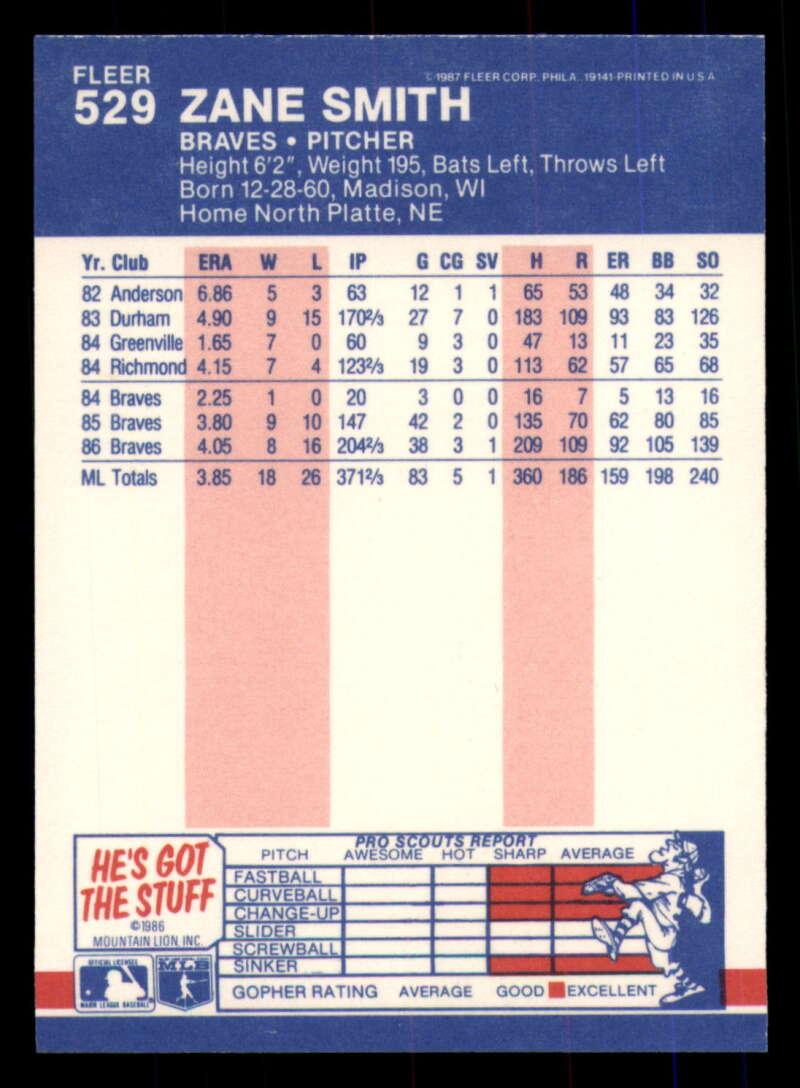 FLEER
© 1987 FLEER CORP. PHILA., 19141-PRINTED IN U S A
529 ZANE SMITH
BRAVES • PITCHER
Height 6'2", Weight 195, Bats Left, Throws Left
Born 12-28-60, Madison, WI
Home North Platte, NE
Yr. Club ERA W L IP G CG SV H R ER BB SO
82 Anderson 6.86 5 3 63 12 1 1 65 53 48 34 32
83 Durham 4.90 9 15 170⅔ 27 7 0 183 109 93 83 126
84 Greenville 1.65 7 0 60 9 3 0 47 13 11 23 35
84 Richmond 4.15 7 4 123⅔ 19 3 0 113 62 57 65 68
84 Braves 2.25 1 0 20 3 0 0 16 7 5 13 16
85 Braves 3.80 9 10 147 42 2 0 135 70 62 80 85
86 Braves 4.05 8 16 204⅔ 38 3 1 209 109 92 105 139
ML Totals 3.85 18 26 371⅔ 83 5 1 360 186 159 198 240
HE'S GOT
THE STUFF
©1986
MOUNTAIN LION, INC.
OFFICIAL LICENSEE
MAJOR LEAGUE BASEBALL
MLB
PRO SCOUTS REPORT
PITCH AWESOME HOT SHARP AVERAGE
FASTBALL
CURVEBALL
CHANGE-UP
SLIDER
SCREWBALL
SINKER
GOPHER RATING AVERAGE GOOD EXCELLENT